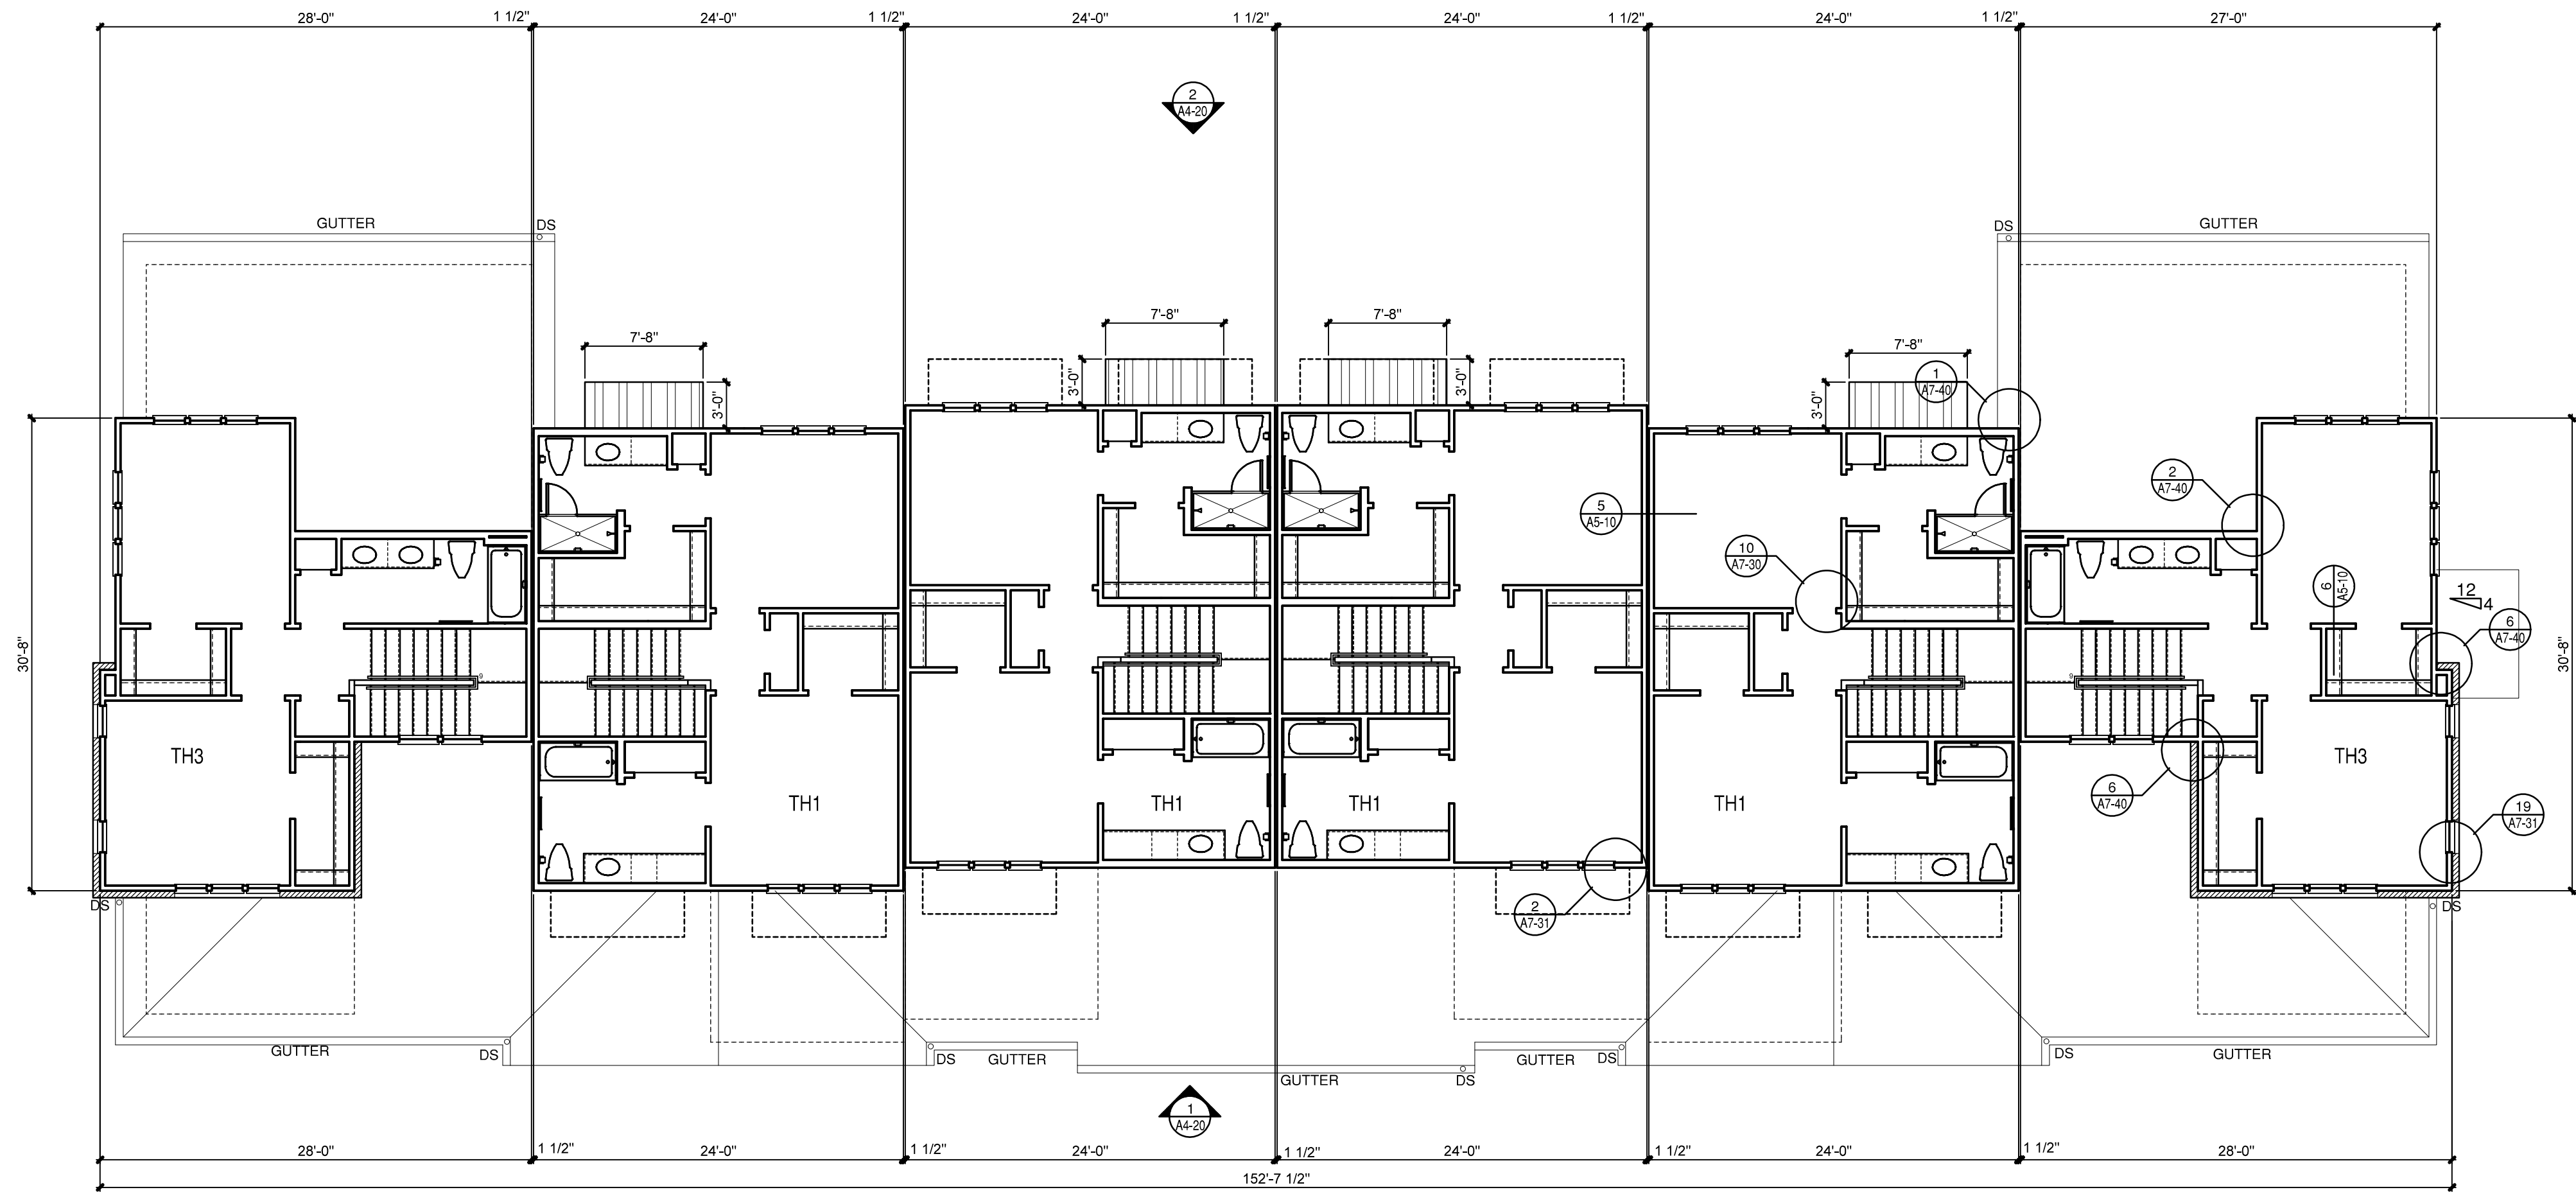 28'-0" 1 1/2" 24'-0" 1 1/2" 24'-0" 1 1/2" 24'-0" 1 1/2" 24'-0" 1 1/2" 27'-0"
2
A4-20
GUTTER DS DS GUTTER
7'-8" 7'-8"
7'-8" 7'-8"
3'-0" 3'-0" 3'-0" 3'-0"
1
A7-40
2
A7-40
5
A5-10
10
A7-30
6
A5-10
12
4
6
A7-40
30'-8" 30'-8"
TH3 TH3
6
A7-40
TH1 TH1 TH1 TH1
19
A7-31
DS DS
2
A7-31
GUTTER DS DS GUTTER GUTTER DS DS GUTTER
GUTTER DS
1
A4-20
28'-0" 1 1/2" 24'-0" 1 1/2" 24'-0" 1 1/2" 24'-0" 1 1/2" 24'-0" 1 1/2" 28'-0"
152'-7 1/2"